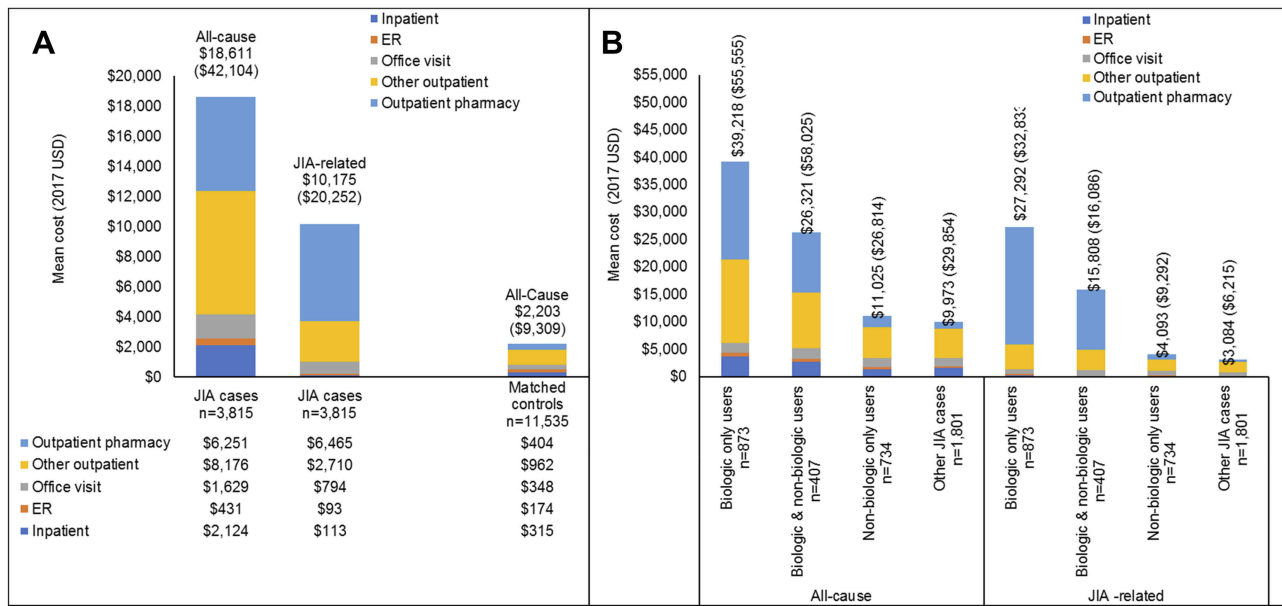 A
All-cause
$18,611
($42,104)
Inpatient
ER
Office visit
Other outpatient
Outpatient pharmacy
Mean cost (2017 USD)
$20,000
$18,000
$16,000
$14,000
$12,000
$10,000
$8,000
$6,000
$4,000
$2,000
$0
JIA-related
$10,175
($20,252)
All-Cause
$2,203
($9,309)
JIA cases
n=3,815
JIA cases
n=3,815
Matched
controls
n=11,535
Outpatient pharmacy $6,251 $6,465 $404
Other outpatient $8,176 $2,710 $962
Office visit $1,629 $794 $348
ER $431 $93 $174
Inpatient $2,124 $113 $315
B
Inpatient
ER
Office visit
Other outpatient
Outpatient pharmacy
Mean cost (2017 USD)
$55,000
$50,000
$45,000
$40,000
$35,000
$30,000
$25,000
$20,000
$15,000
$10,000
$5,000
$0
$39,218 ($55,555)
$26,321 ($58,025)
$11,025 ($26,814)
$9,973 ($29,854)
$27,292 ($32,833
$15,808 ($16,086)
$4,093 ($9,292)
$3,084 ($6,215)
Biologic only users
n=873
Biologic & non-biologic users
n=407
Non-biologic only users
n=734
Other JIA cases
n=1,801
Biologic only users
n=873
Biologic & non-biologic users
n=407
Non-biologic only users
n=734
Other JIA cases
n=1,801
All-cause
JIA -related